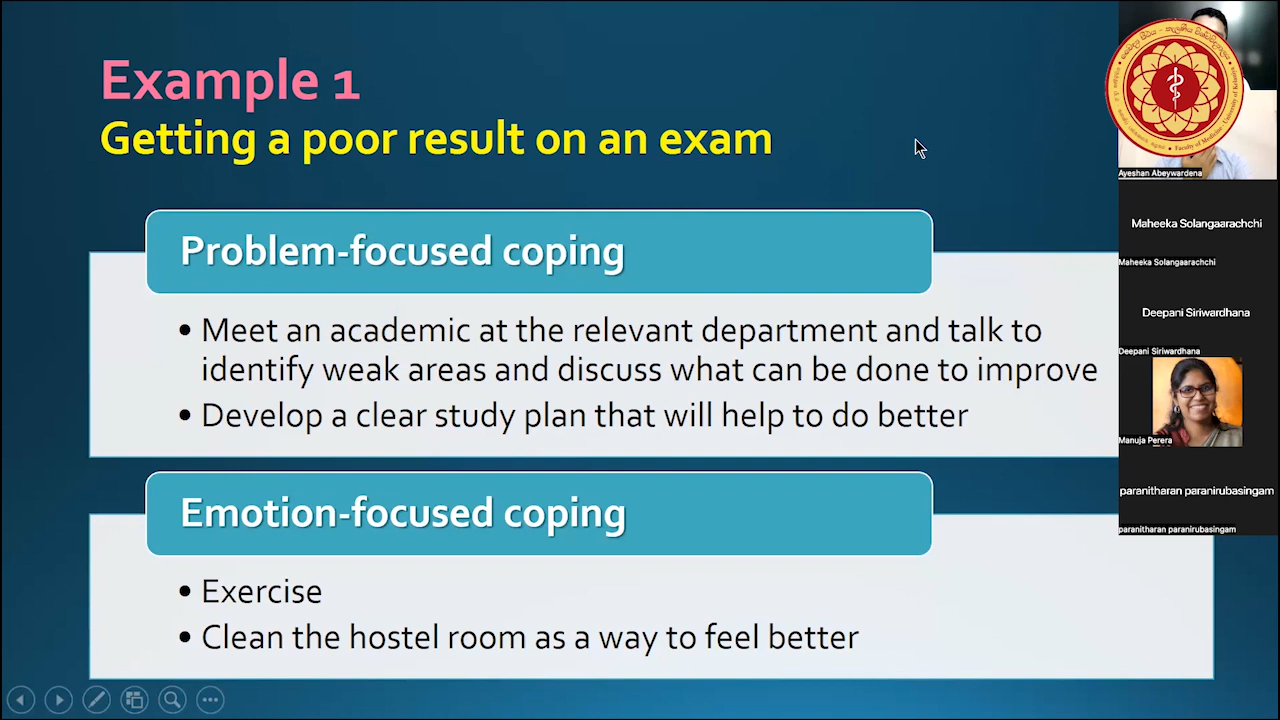 Example 1
Getting a poor result on an exam
Problem-focused coping
• Meet an academic at the relevant department and talk to
identify weak areas and discuss what can be done to improve
• Develop a clear study plan that will help to do better
Emotion-focused coping
• Exercise
• Clean the hostel room as a way to feel better
Ayeshan Abeywardena
Maheeka Solangaarachchi
Maheeka Solangaarachchi
Deepani Siriwardhana
Deepani Siriwardhana
Manuja Perera
paranitharan paranirubasingam
paranitharan paranirubasingam